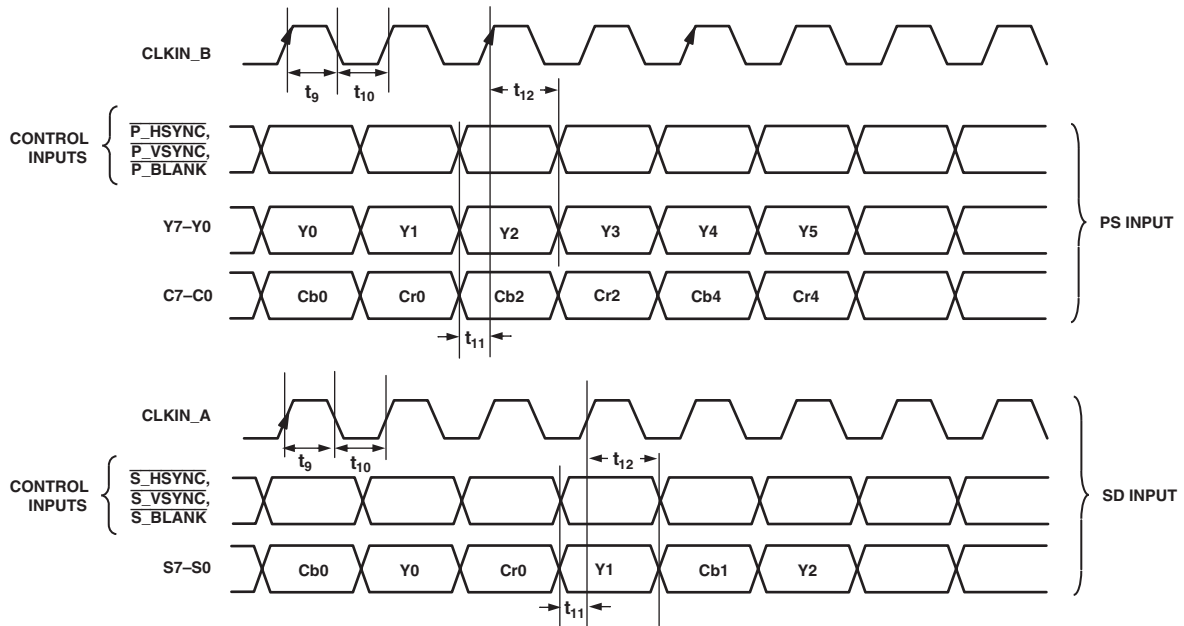 CLKIN_B
t9 t10 t12
CONTROL INPUTS
P_HSYNC,
P_VSYNC,
P_BLANK
Y7–Y0 Y0 Y1 Y2 Y3 Y4 Y5
PS INPUT
C7–C0 Cb0 Cr0 Cb2 Cr2 Cb4 Cr4
t11
CLKIN_A
t9 t10 t12
CONTROL INPUTS
S_HSYNC,
S_VSYNC,
S_BLANK
SD INPUT
S7–S0 Cb0 Y0 Cr0 Y1 Cb1 Y2
t11